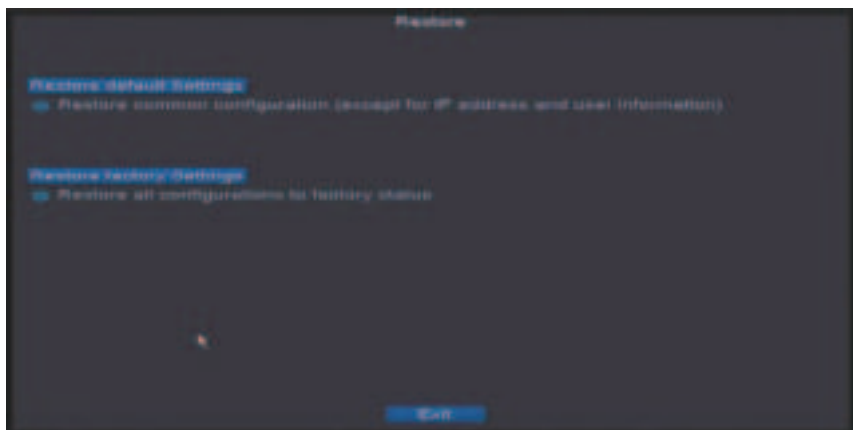 Restore
Restore default Settings
Restore common configuration (except for IP address and user information)
Restore factory Settings
Restore all configurations to factory status
Exit